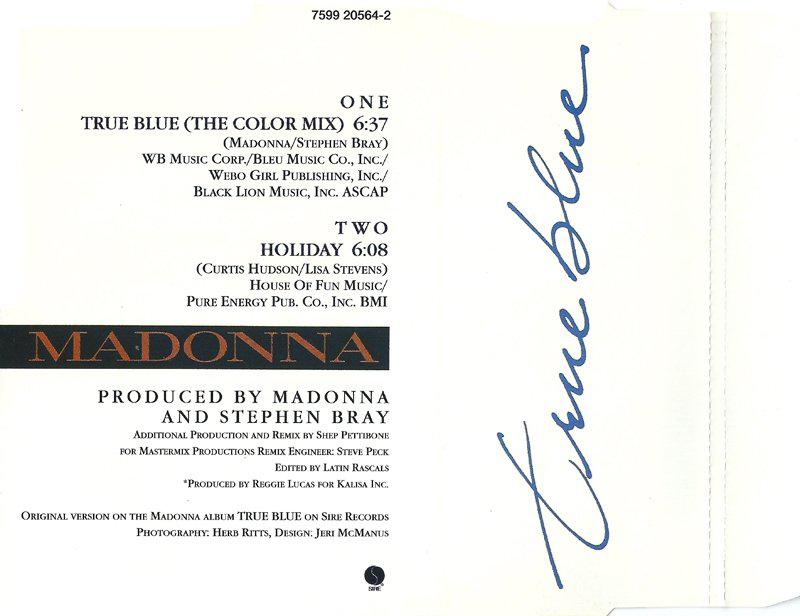 7599 20564-2
ONE
TRUE BLUE (THE COLOR MIX) 6:37
(MADONNA/STEPHEN BRAY)
WB MUSIC CORP./BLEU MUSIC CO., INC./
WEBO GIRL PUBLISHING, INC./
BLACK LION MUSIC, INC. ASCAP
TWO
HOLIDAY 6:08
(CURTIS HUDSON/LISA STEVENS)
HOUSE OF FUN MUSIC/
PURE ENERGY PUB. CO., INC. BMI
MADONNA
PRODUCED BY MADONNA
AND STEPHEN BRAY
ADDITIONAL PRODUCTION AND REMIX BY SHEP PETTIBONE
FOR MASTERMIX PRODUCTIONS REMIX ENGINEER: STEVE PECK
EDITED BY LATIN RASCALS
*PRODUCED BY REGGIE LUCAS FOR KALISA INC.
ORIGINAL VERSION ON THE MADONNA ALBUM TRUE BLUE ON SIRE RECORDS
PHOTOGRAPHY: HERB RITTS, DESIGN: JERI MCMANUS
SIRE
true blue